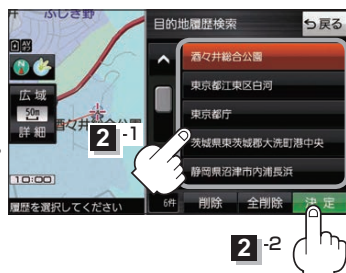 ふじき野
目的地履歴検索
戻る
酒々井総合公園
広域
東京都江東区白河
50m
東京都庁
酒々井
詳細
2-1
茨城県東茨城郡大洗町港中央
10:00
静岡県沼津市内浦長浜
履歴を選択してください
6件
削除
全削除
決定
2-2